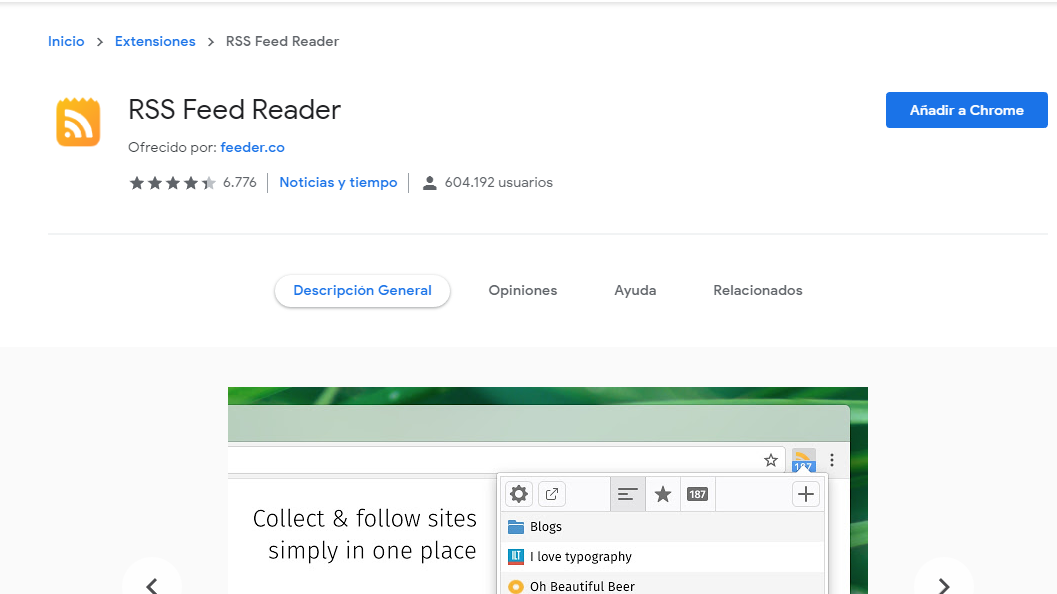 Inicio > Extensiones > RSS Feed Reader
RSS Feed Reader
Añadir a Chrome
Ofrecido por: feeder.co
6.776 | Noticias y tiempo | 604.192 usuarios
Descripción General Opiniones Ayuda Relacionados
187
187
Collect & follow sites
simply in one place
Blogs
ILT I love typography
Oh Beautiful Beer